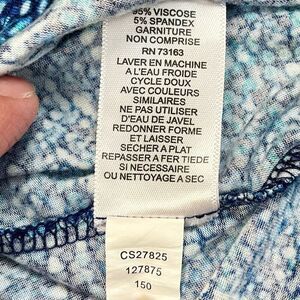 95% VISCOSE
5% SPANDEX
GARNITURE
NON COMPRISE
RN 73163
LAVER EN MACHINE
A L'EAU FROIDE
CYCLE DOUX
AVEC COULEURS
SIMILAIRES
NE PAS UTILISER
D'EAU DE JAVEL
REDONNER FORME
ET LAISSER
SECHER A PLAT
REPASSER A FER TIEDE
SI NECESSAIRE
OU NETTOYAGE A SEC
CS27825
127875
150